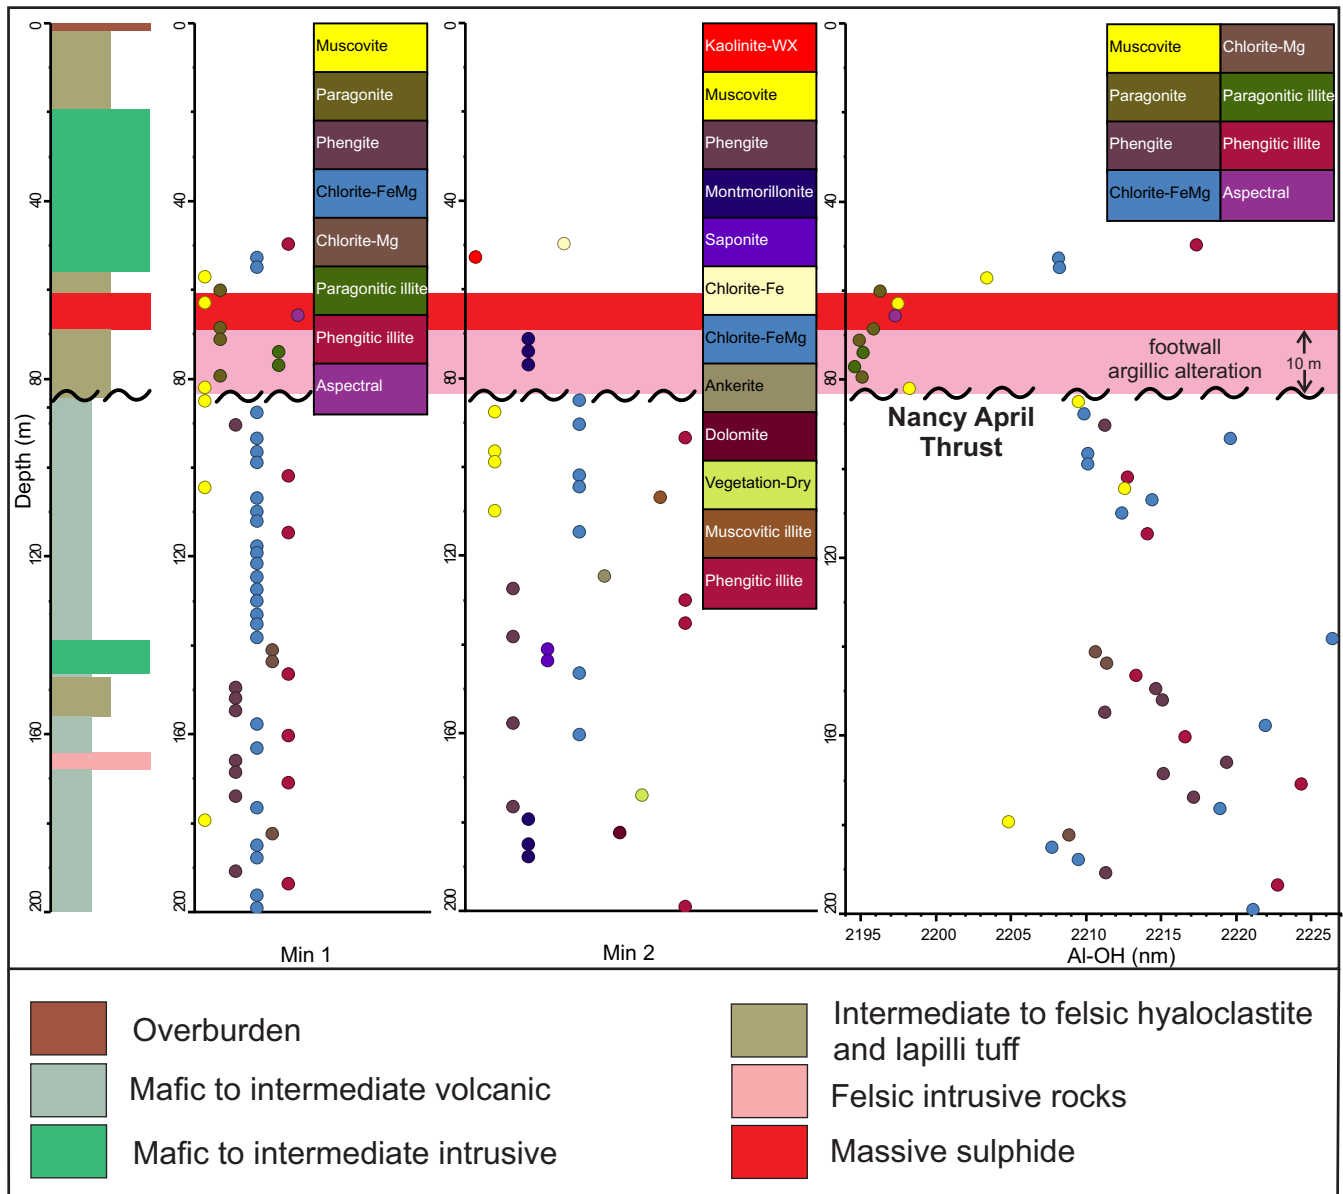 Depth (m)
0
40
80
120
160
200
0
40
80
120
160
200
Min 1
Muscovite
Paragonite
Phengite
Chlorite-FeMg
Chlorite-Mg
Paragonitic illite
Phengitic illite
Aspectral
0
40
80
120
160
200
Min 2
Kaolinite-WX
Muscovite
Phengite
Montmorillonite
Saponite
Chlorite-Fe
Chlorite-FeMg
Ankerite
Dolomite
Vegetation-Dry
Muscovitic illite
Phengitic illite
0
40
80
120
160
200
Muscovite
Chlorite-Mg
Paragonite
Paragonitic illite
Phengite
Phengitic illite
Chlorite-FeMg
Aspectral
footwall
argillic alteration
10 m
Nancy April
Thrust
2195 2200 2205 2210 2215 2220 2225
Al-OH (nm)
Overburden
Mafic to intermediate volcanic
Mafic to intermediate intrusive
Intermediate to felsic hyaloclastite
and lapilli tuff
Felsic intrusive rocks
Massive sulphide